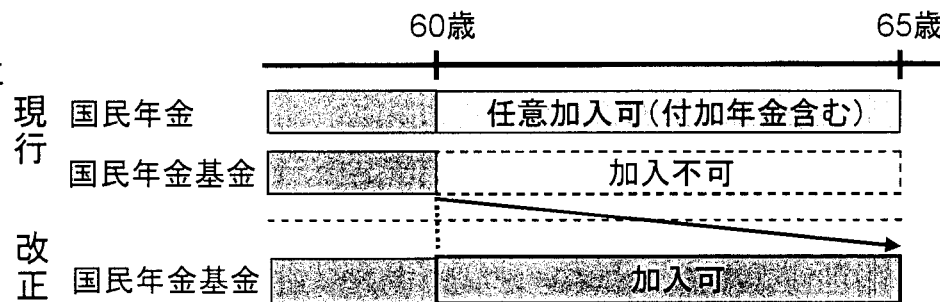 60歳 65歳
現行
国民年金 任意加入可(付加年金含む)
国民年金基金 加入不可
改正
国民年金基金 加入可